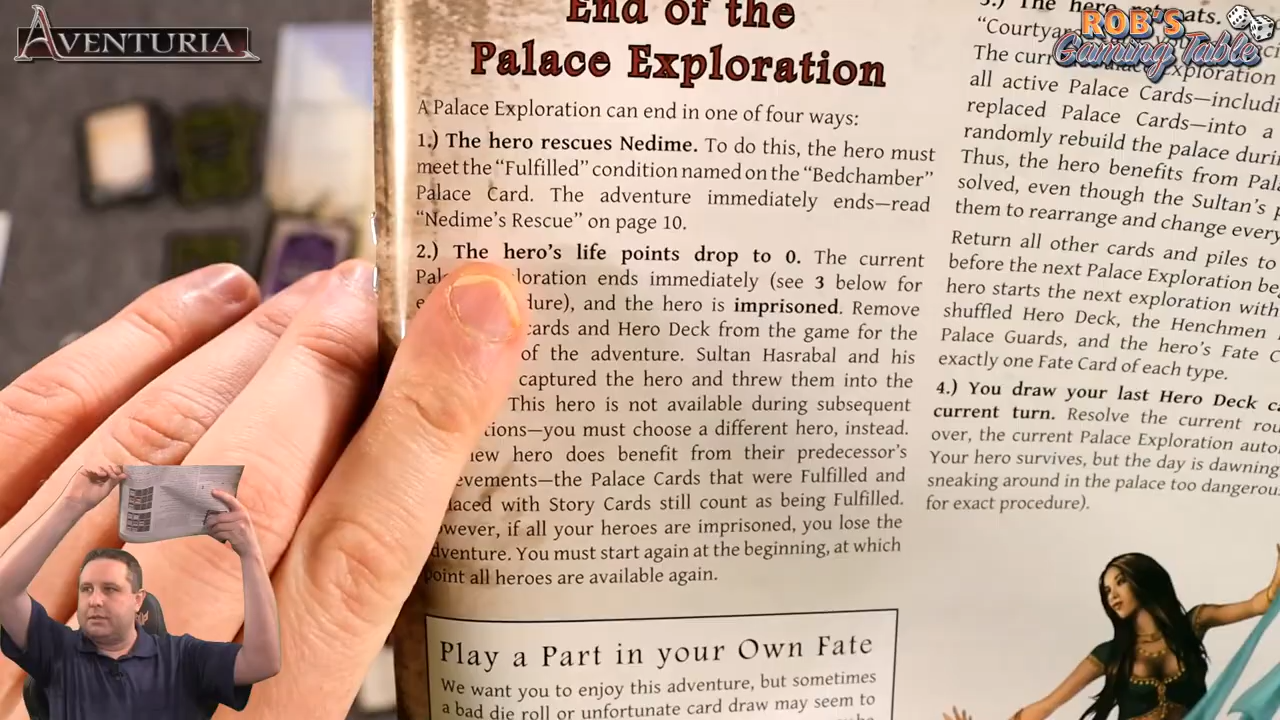 AVENTURIA
ROB'S
Gaming Table
End of the
Palace Exploration
A Palace Exploration can end in one of four ways:
1.) The hero rescues Nedime. To do this, the hero must
meet the “Fulfilled” condition named on the “Bedchamber”
Palace Card. The adventure immediately ends—read
“Nedime’s Rescue” on page 10.
2.) The hero’s life points drop to 0. The current
ends immediately (see 3 below for
and the hero is imprisoned. Remove
and Hero Deck from the game for the
of the adventure. Sultan Hasrabal and his
captured the hero and threw them into the
This hero is not available during subsequent
you must choose a different hero, instead.
hero does benefit from their predecessor’s
the Palace Cards that were Fulfilled and
with Story Cards still count as being Fulfilled.
if all your heroes are imprisoned, you lose the
You must start again at the beginning, at which
point all heroes are available again.
Play a Part in your Own Fate
We want you to enjoy this adventure, but sometimes
a bad die roll or unfortunate card draw may seem to
3.) The hero
“Courtyar
The
all active Palace Cards—includi
replaced Palace Cards—into a
randomly rebuild the palace duri
Thus, the hero benefits from Pal
solved, even though the Sultan’s p
them to rearrange and change every
Return all other cards and piles to
before the next Palace Exploration be
hero starts the next exploration with
shuffled Hero Deck, the Henchmen
Palace Guards, and the hero’s Fate C
exactly one Fate Card of each type.
4.) You draw your last Hero Deck c
current turn. Resolve the current rou
over, the current Palace Exploration auto
Your hero survives, but the day is dawning
sneaking around in the palace too dangerou
for exact procedure).